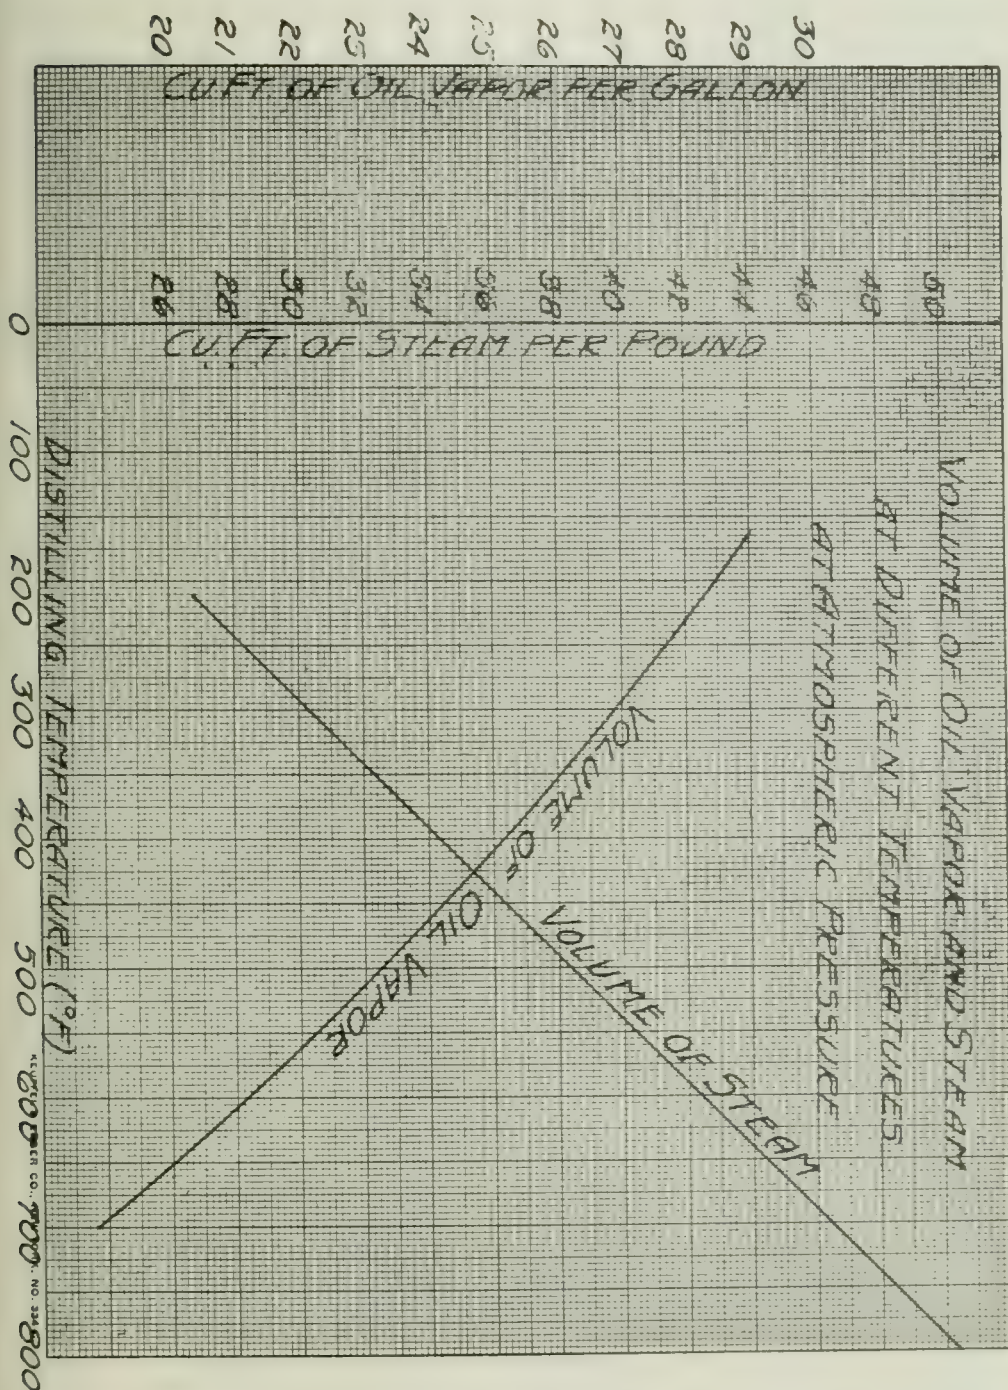 VOLUME OF OIL VAPOR AND STEAM
AT DIFFERENT TEMPERATURES
AT ATMOSPHERIC PRESSURE
CU.FT. OF OIL VAPOR PER GALLON
30
29
28
27
26
25
24
23
22
21
20
CU.FT. OF STEAM PER POUND
50
48
46
44
42
40
38
36
34
32
30
28
26
VOLUME OF
OIL
VAPOR
VOLUME OF STEAM
DISTILLING TEMPERATURE (°F)
0 100 200 300 400 500 600 700 800